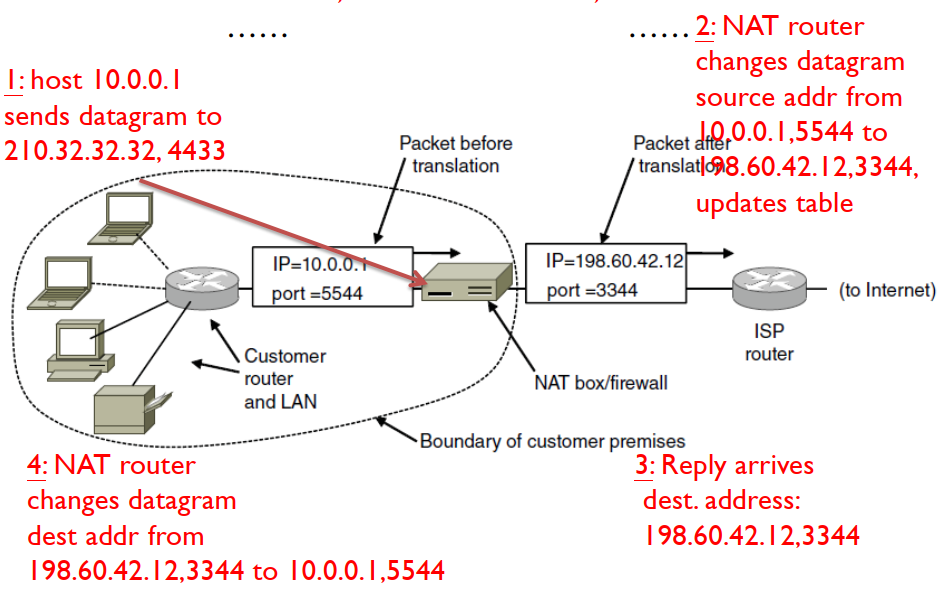 ...... ......
2: NAT router
changes datagram
source addr from
10.0.0.1,5544 to
198.60.42.12,3344,
updates table
1: host 10.0.0.1
sends datagram to
210.32.32.32, 4433
Packet before
translation
Packet after
translation
IP=10.0.0.1
port =5544
IP=198.60.42.12
port =3344
(to Internet)
ISP
router
Customer
router
and LAN
NAT box/firewall
Boundary of customer premises
4: NAT router
changes datagram
dest addr from
198.60.42.12,3344 to 10.0.0.1,5544
3: Reply arrives
dest. address:
198.60.42.12,3344